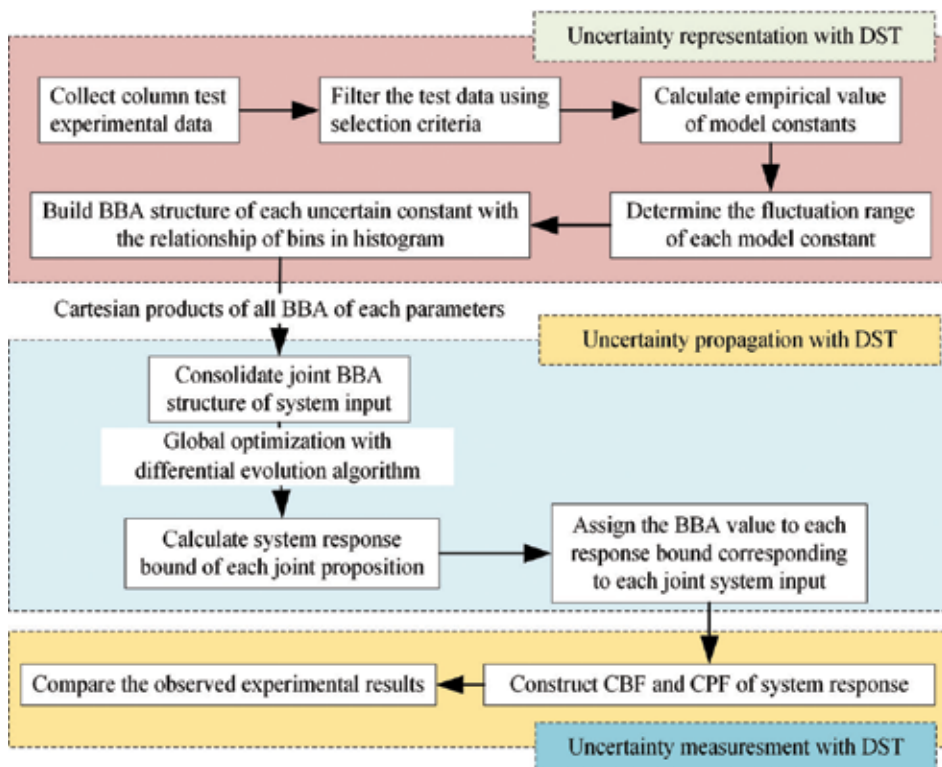 Uncertainty representation with DST
Collect column test
experimental data
Filter the test data using
selection criteria
Calculate empirical value
of model constants
Build BBA structure of each uncertain constant with
the relationship of bins in histogram
Determine the fluctuation range
of each model constant
Cartesian products of all BBA of each parameters
Uncertainty propagation with DST
Consolidate joint BBA
structure of system input
Global optimization with
differential evolution algorithm
Calculate system response
bound of each joint proposition
Assign the BBA value to each
response bound corresponding
to each joint system input
Compare the observed experimental results
Construct CBF and CPF of system response
Uncertainty measuresment with DST